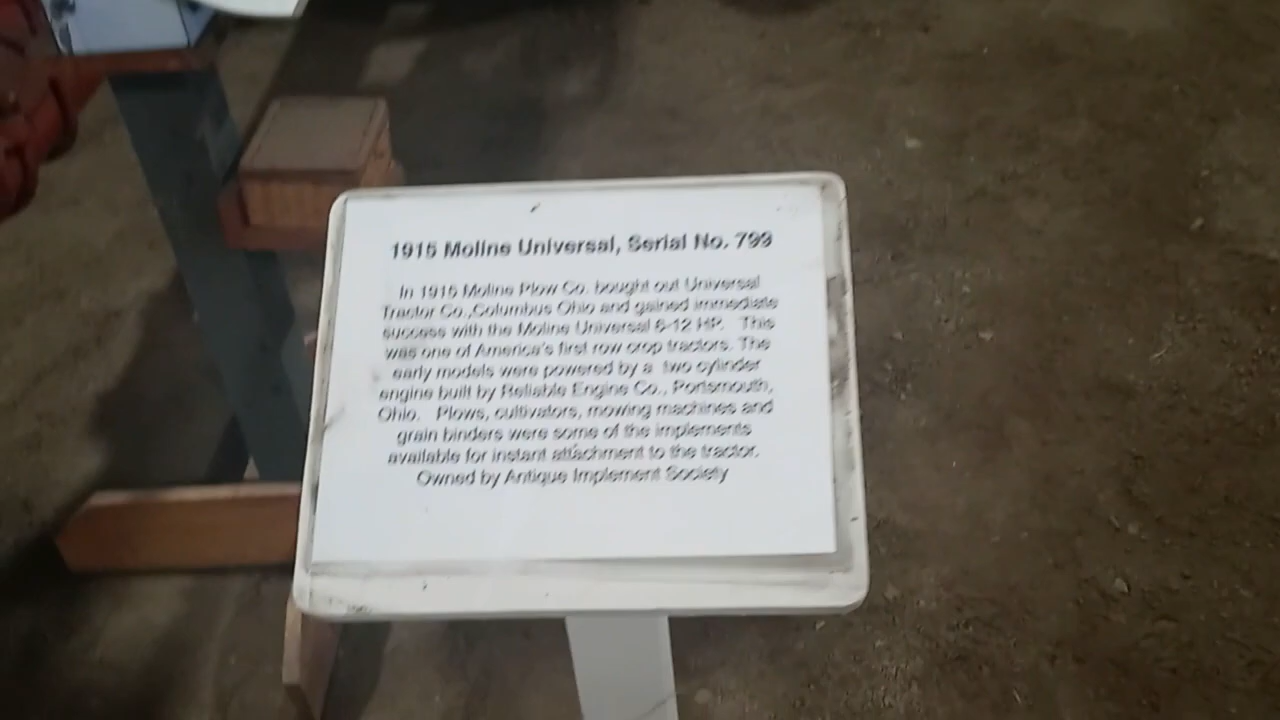 1915 Moline Universal, Serial No. 799
In 1915 Moline Plow Co. bought out Universal
Tractor Co.,Columbus Ohio and gained immediate
success with the Moline Universal 6-12 HP. This
was one of America's first row crop tractors. The
early models were powered by a two cylinder
engine built by Reliable Engine Co., Portsmouth,
Ohio. Plows, cultivators, mowing machines and
grain binders were some of the implements
available for instant attachment to the tractor.
Owned by Antique Implement Society